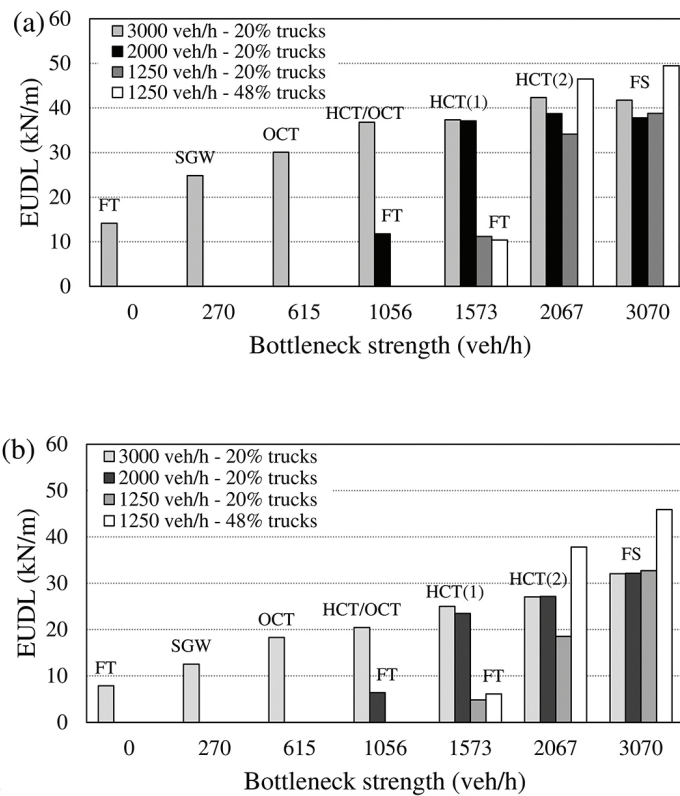 (a)
EUDL (kN/m)
60
50
40
30
20
10
0
3000 veh/h - 20% trucks
2000 veh/h - 20% trucks
1250 veh/h - 20% trucks
1250 veh/h - 48% trucks
FT
SGW
OCT
HCT/OCT
FT
HCT(1)
FT
HCT(2)
FS
0 270 615 1056 1573 2067 3070
Bottleneck strength (veh/h)
(b)
EUDL (kN/m)
60
50
40
30
20
10
0
3000 veh/h - 20% trucks
2000 veh/h - 20% trucks
1250 veh/h - 20% trucks
1250 veh/h - 48% trucks
FT
SGW
OCT
HCT/OCT
FT
HCT(1)
FT
HCT(2)
FS
0 270 615 1056 1573 2067 3070
Bottleneck strength (veh/h)